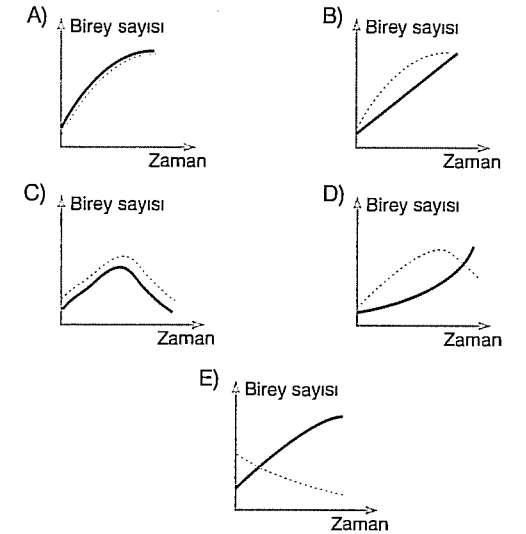 A)
Birey sayısı
Zaman
B)
Birey sayısı
Zaman
C)
Birey sayısı
Zaman
D)
Birey sayısı
Zaman
E)
Birey sayısı
Zaman